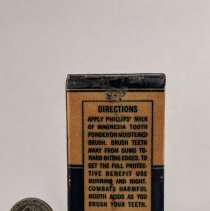 DIRECTIONS
APPLY PHILLIPS' MILK
OF MAGNESIA TOOTH
POWDER ON MOISTENED
BRUSH. BRUSH TEETH
AWAY FROM GUMS TO-
WARD BITING EDGES. TO
GET THE FULL PROTEC-
TIVE BENEFIT USE
MORNING AND NIGHT.
COMBATS HARMFUL
MOUTH ACIDS AS YOU
BRUSH YOUR TEETH.